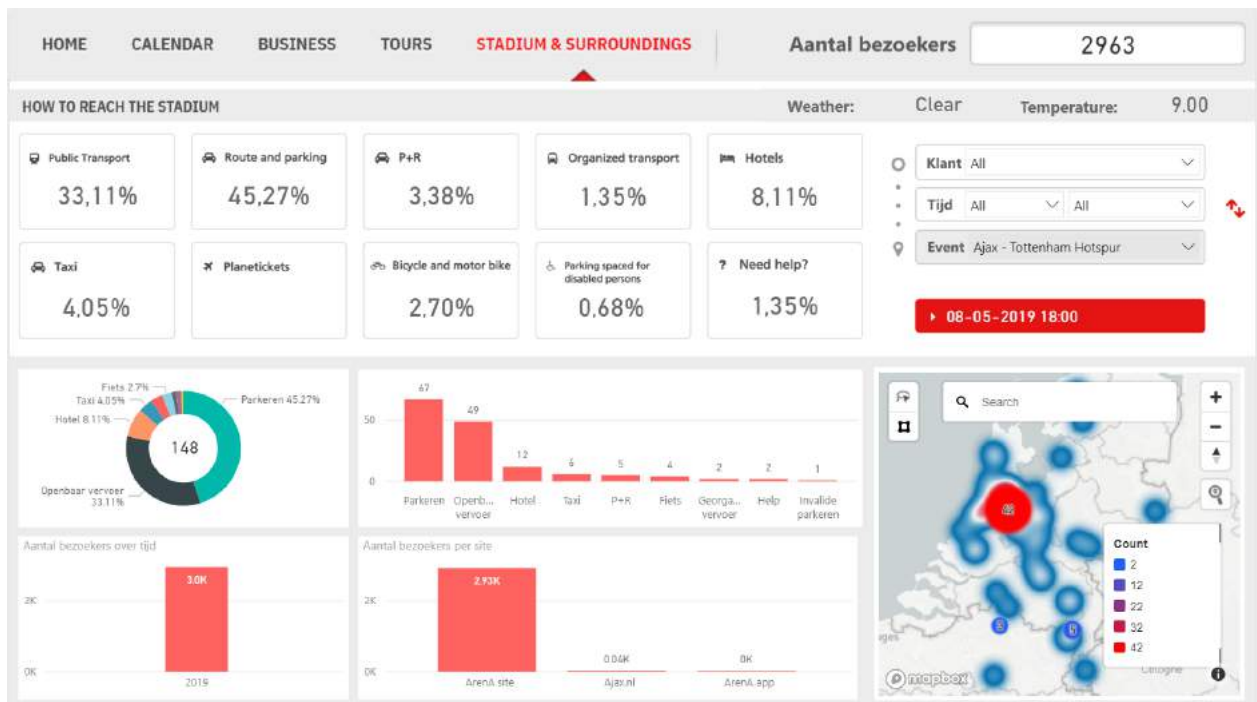 HOME CALENDAR BUSINESS TOURS STADIUM & SURROUNDINGS Aantal bezoekers 2963
HOW TO REACH THE STADIUM Weather: Clear Temperature: 9.00
Public Transport
33,11%
Route and parking
45,27%
P+R
3,38%
Organized transport
1,35%
Hotels
8,11%
Klant All
Tijd All All
Event Ajax - Tottenham Hotspur
08-05-2019 18:00
Taxi
4,05%
Planetickets
Bicycle and motor bike
2,70%
Parking spaced for
disabled persons
0,68%
? Need help?
1,35%
Fiets 2.7%
Taxi 4.05%
Hotel 8.11%
Parkeren 45.27%
148
Openbaar vervoer
33.11%
67
50
49
12
6
5
4
2
2
1
0
Parkeren Openb... Hotel Taxi P+R Fiets Georga... Help Invalide
vervoer vervoer parkeren
Aantal bezoekers over tijd
3.0K
2K
0K
2019
Aantal bezoekers per site
2.93K
2K
0.04K
0K
0K
ArenA site Ajax.nl ArenA app
Search
+
-
42
5
Count
2
12
22
32
42
mapbox